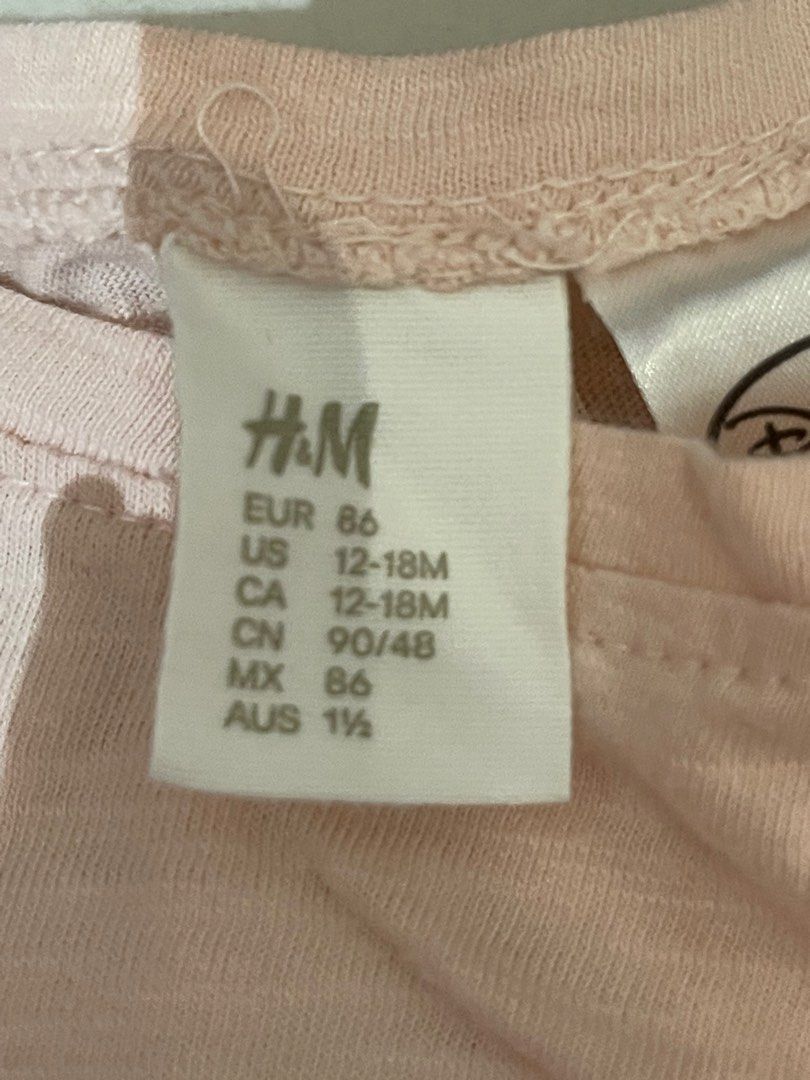 H&M
EUR 86
US 12-18M
CA 12-18M
CN 90/48
MX 86
AUS 1½